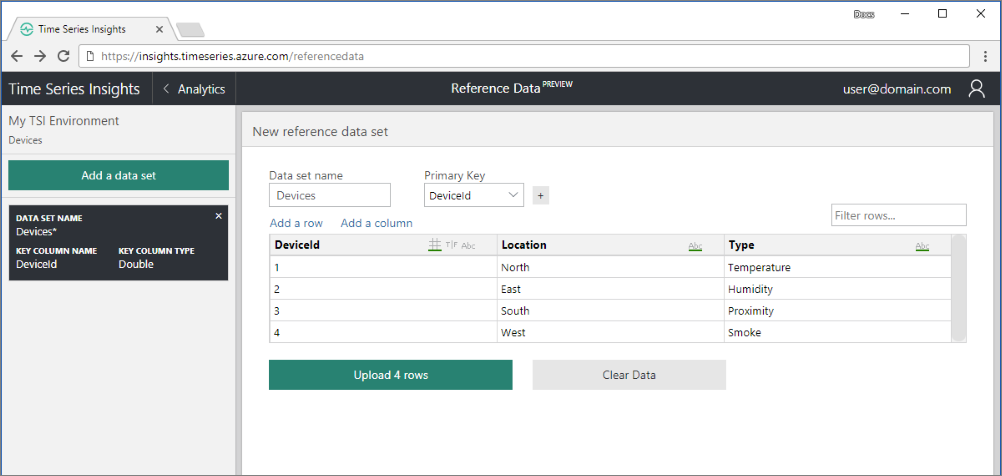 Docs
Time Series Insights
https://insights.timeseries.azure.com/referencedata
Time Series Insights
Analytics
Reference Data PREVIEW
user@domain.com
My TSI Environment
Devices
Add a data set
DATA SET NAME
Devices*
KEY COLUMN NAME KEY COLUMN TYPE
DeviceId Double
New reference data set
Data set name Primary Key
Devices DeviceId +
Add a row Add a column Filter rows...
DeviceId T|F Abc Location Abc Type Abc
1 North Temperature
2 East Humidity
3 South Proximity
4 West Smoke
Upload 4 rows Clear Data